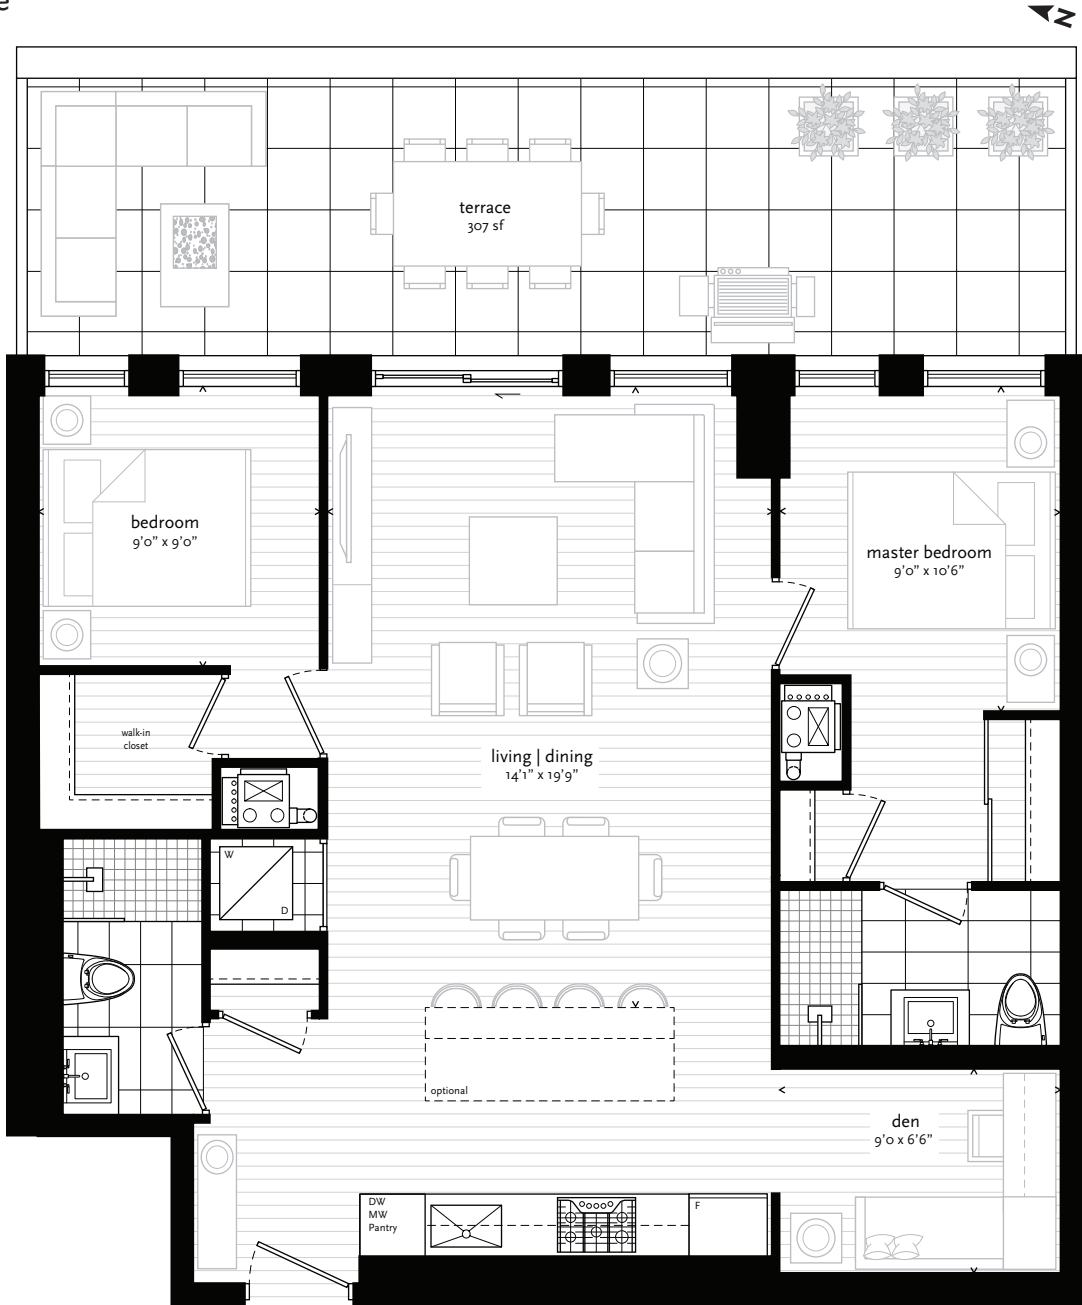 e
N
terrace
307 sf
bedroom
9'0" x 9'0"
master bedroom
9'0" x 10'6"
walk-in
closet
living | dining
14'1" x 19'9"
W
D
optional
den
9'0 x 6'6"
DW
MW
Pantry
F